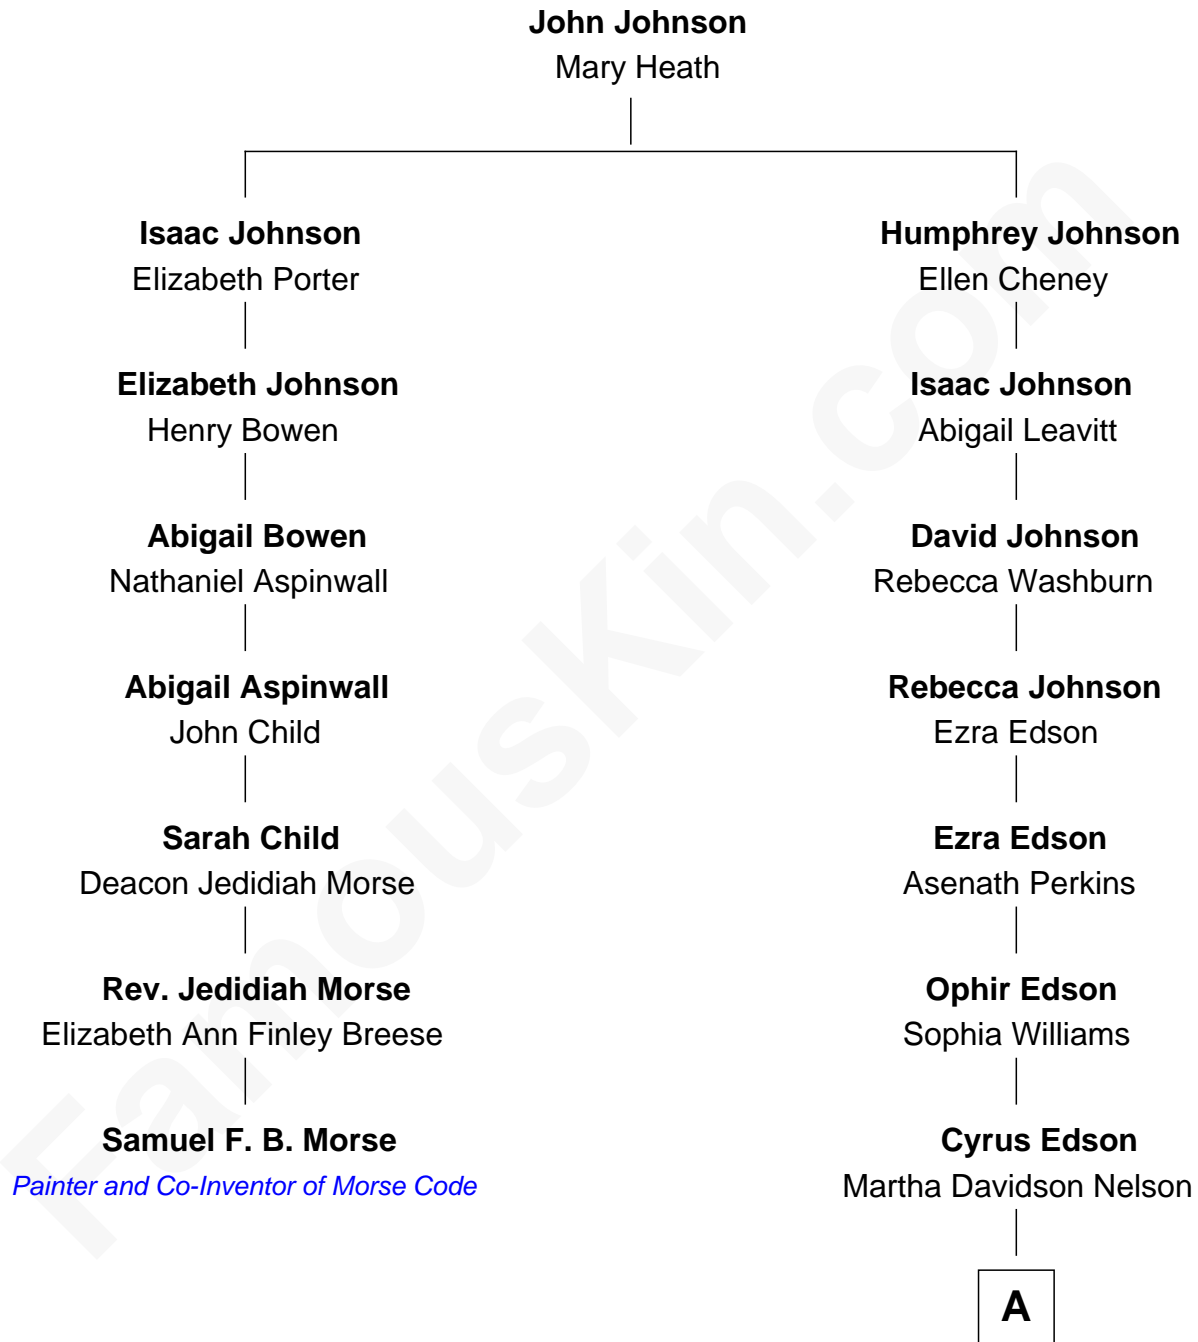 John Johnson
Mary Heath
Isaac Johnson
Elizabeth Porter
Humphrey Johnson
Ellen Cheney
Elizabeth Johnson
Henry Bowen
Isaac Johnson
Abigail Leavitt
Abigail Bowen
Nathaniel Aspinwall
David Johnson
Rebecca Washburn
Abigail Aspinwall
John Child
Rebecca Johnson
Ezra Edson
Sarah Child
Deacon Jedidiah Morse
Ezra Edson
Asenath Perkins
Rev. Jedidiah Morse
Elizabeth Ann Finley Breese
Ophir Edson
Sophia Williams
Samuel F. B. Morse
Painter and Co-Inventor of Morse Code
Cyrus Edson
Martha Davidson Nelson
A
FamousKin.com